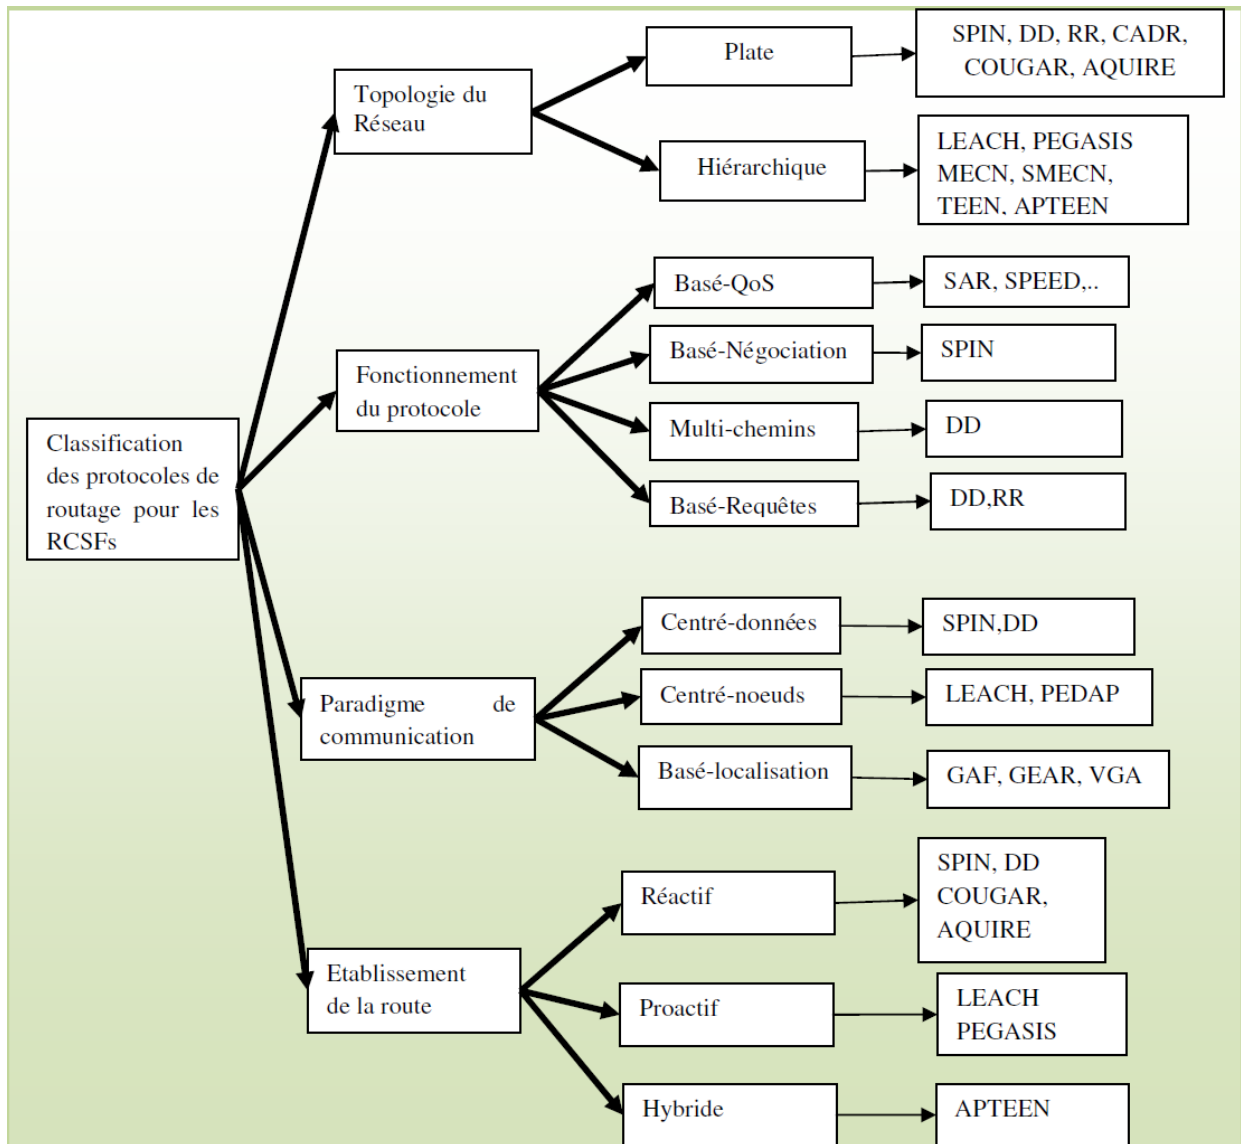 Classification
des protocoles de
routage pour les
RCSFs
Topologie du
Réseau
Plate
SPIN, DD, RR, CADR,
COUGAR, AQUIRE
Hiérarchique
LEACH, PEGASIS
MECN, SMECN,
TEEN, APTEEN
Fonctionnement
du protocole
Basé-QoS
SAR, SPEED,..
Basé-Négociation
SPIN
Multi-chemins
DD
Basé-Requêtes
DD,RR
Paradigme de
communication
Centré-données
SPIN,DD
Centré-noeuds
LEACH, PEDAP
Basé-localisation
GAF, GEAR, VGA
Etablissement
de la route
Réactif
SPIN, DD
COUGAR,
AQUIRE
Proactif
LEACH
PEGASIS
Hybride
APTEEN